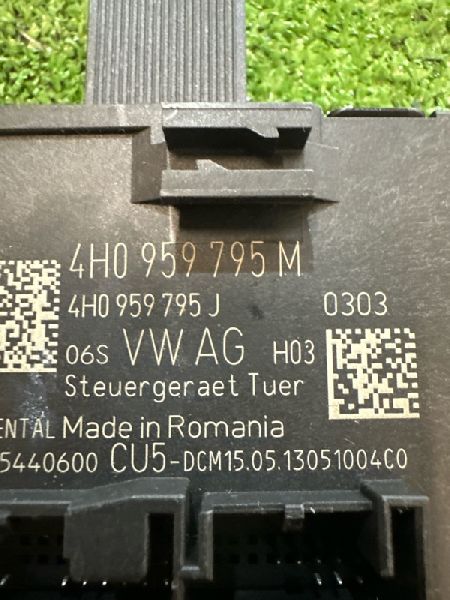 4H0 959 795 M
4H0 959 795 J 0303
06S VW AG H03
Steuergeraet Tuer
ENTAL Made in Romania
5440600 CU5-DCM15.05.13051004C0